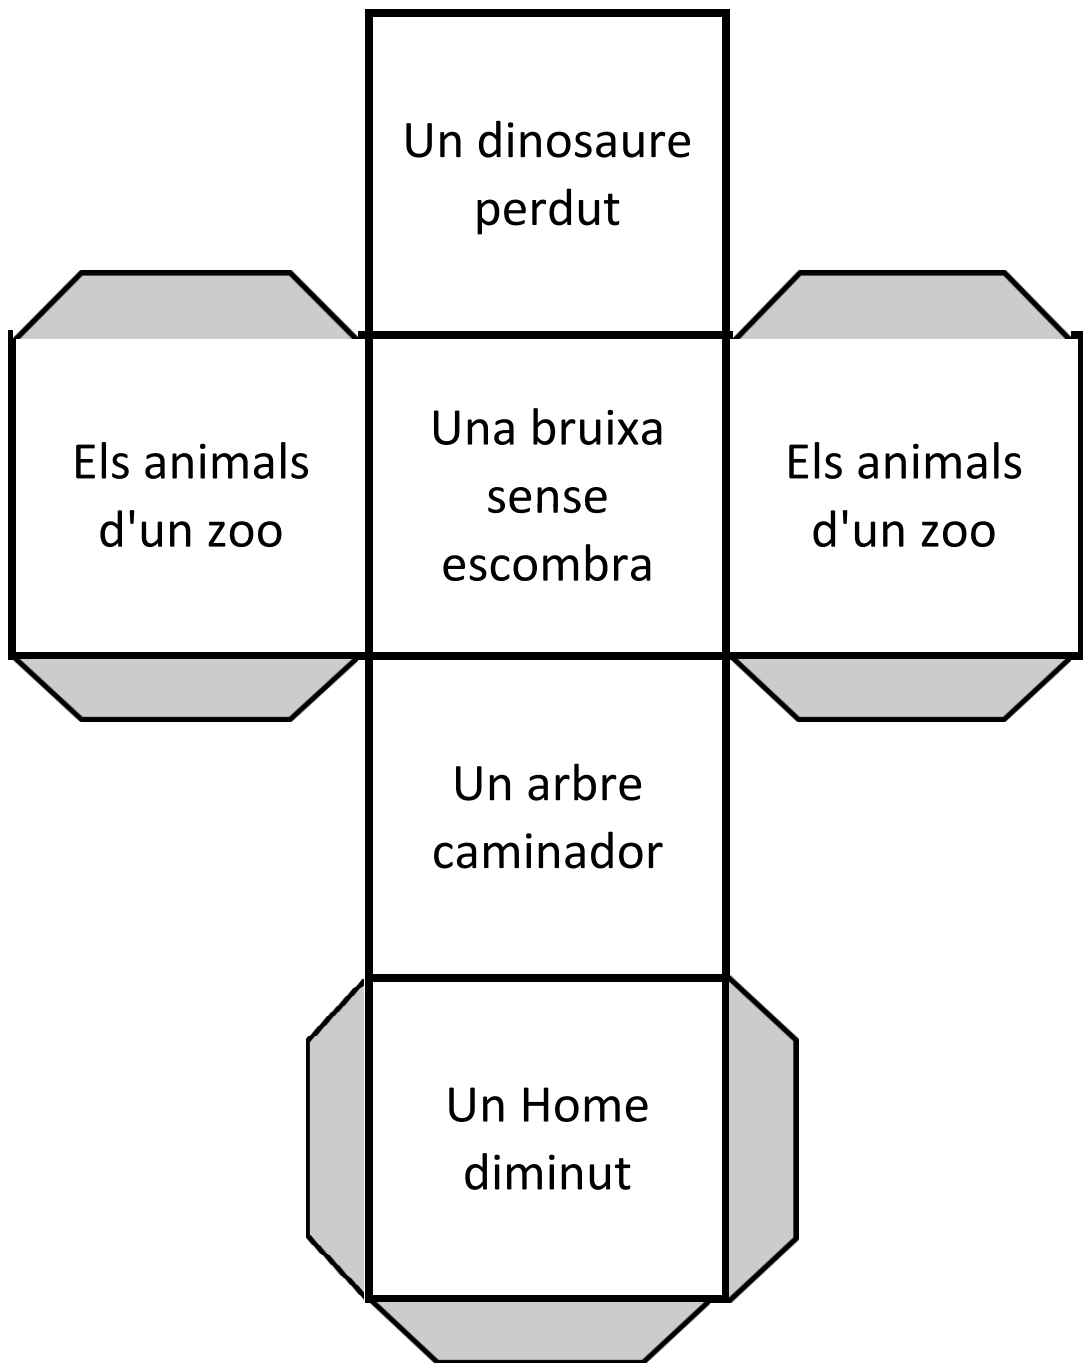 Un dinosaure
perdut
Els animals
d'un zoo
Una bruixa
sense
escombra
Els animals
d'un zoo
Un arbre
caminador
Un Home
diminut